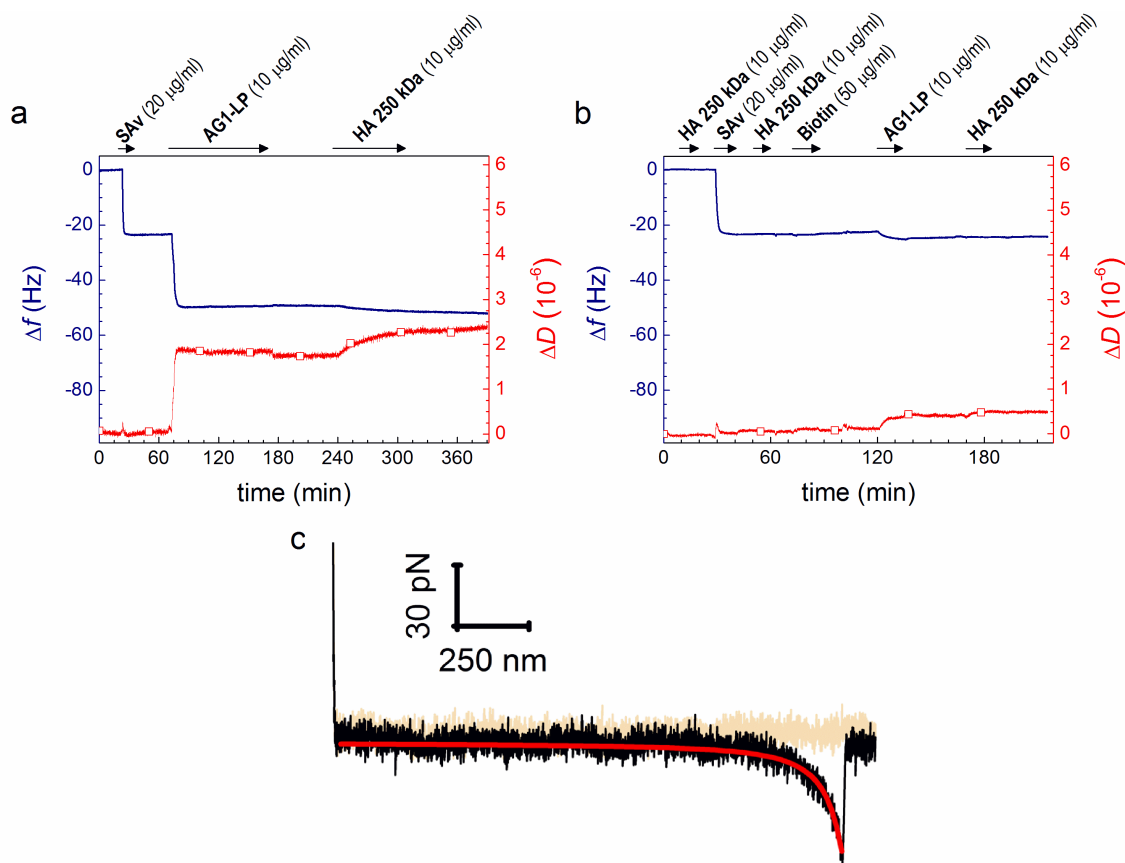 a
SAv (20 µg/ml)
AG1-LP (10 µg/ml)
HA 250 kDa (10 µg/ml)
0
-20
-40
-60
-80
Δf (Hz)
6
5
4
3
2
1
0
ΔD (10-6)
0 60 120 180 240 300 360
time (min)
b
HA 250 kDa (10 µg/ml)
SAv (20 µg/ml)
HA 250 kDa (10 µg/ml)
Biotin (50 µg/ml)
AG1-LP (10 µg/ml)
HA 250 kDa (10 µg/ml)
0
-20
-40
-60
-80
Δf (Hz)
6
5
4
3
2
1
0
ΔD (10-6)
0 60 120 180
time (min)
c
30 pN
250 nm